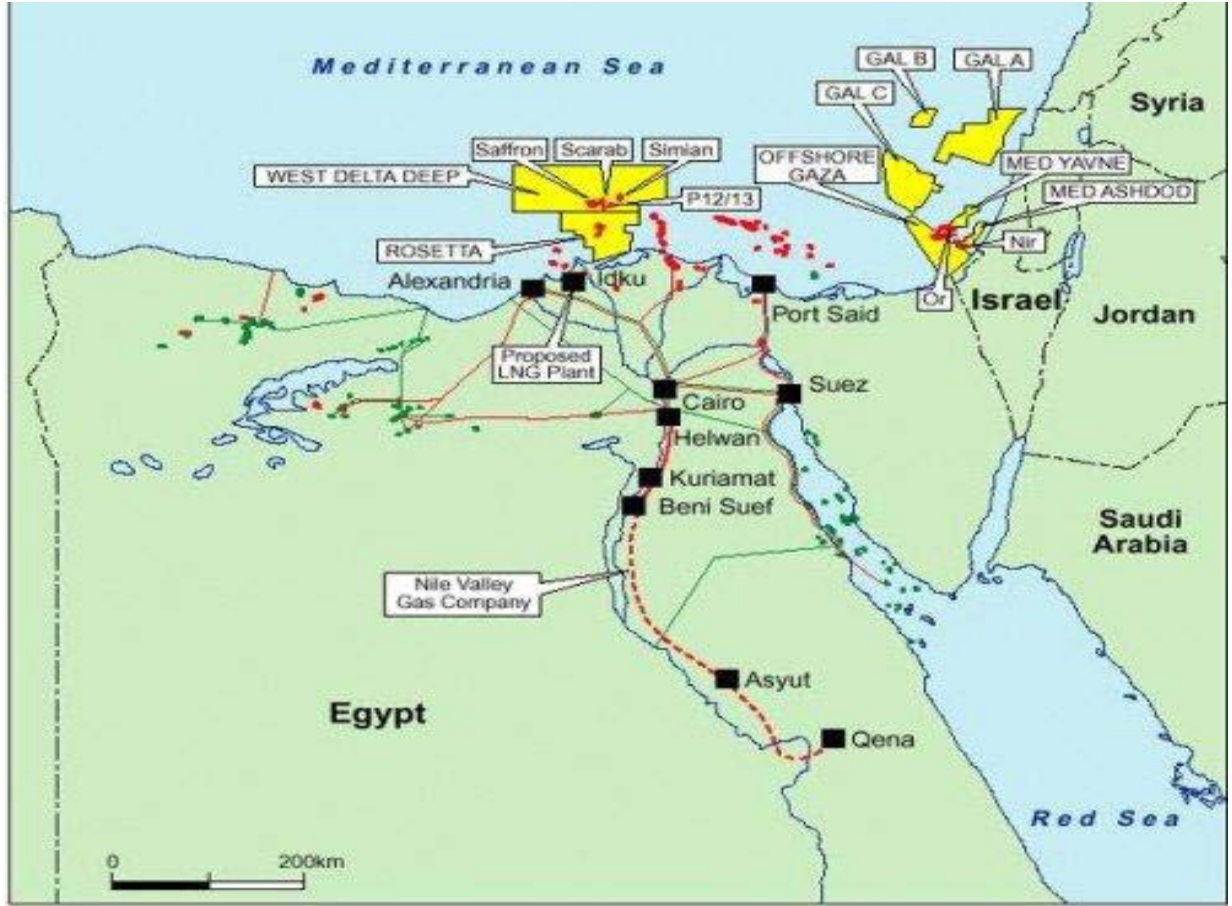 Mediterranean Sea
GAL B
GAL A
GAL C
Syria
Saffron
Scarab
Simian
OFFSHORE
GAZA
MED YAVNE
WEST DELTA DEEP
P12/13
MED ASHDOD
ROSETTA
Nir
Alexandria
Idku
Or
Israel
Port Said
Jordan
Proposed
LNG Plant
Suez
Cairo
Helwan
Kuriamat
Beni Suef
Saudi
Arabia
Nile Valley
Gas Company
Asyut
Egypt
Qena
Red Sea
0
200km